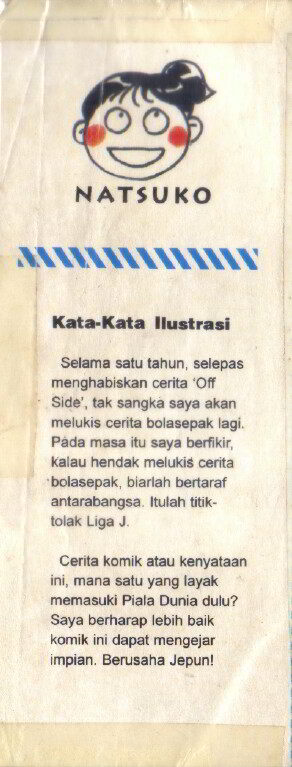 NATSUKO
Kata-Kata Ilustrasi
Selama satu tahun, selepas
menghabiskan cerita 'Off
Side', tak sangka saya akan
melukis cerita bolasepak lagi.
Pada masa itu saya berfikir,
kalau hendak melukis cerita
bolasepak, biarlah bertaraf
antarabangsa. Itulah titik-
tolak Liga J.
Cerita komik atau kenyataan
ini, mana satu yang layak
memasuki Piala Dunia dulu?
Saya berharap lebih baik
komik ini dapat mengejar
impian. Berusaha Jepun!